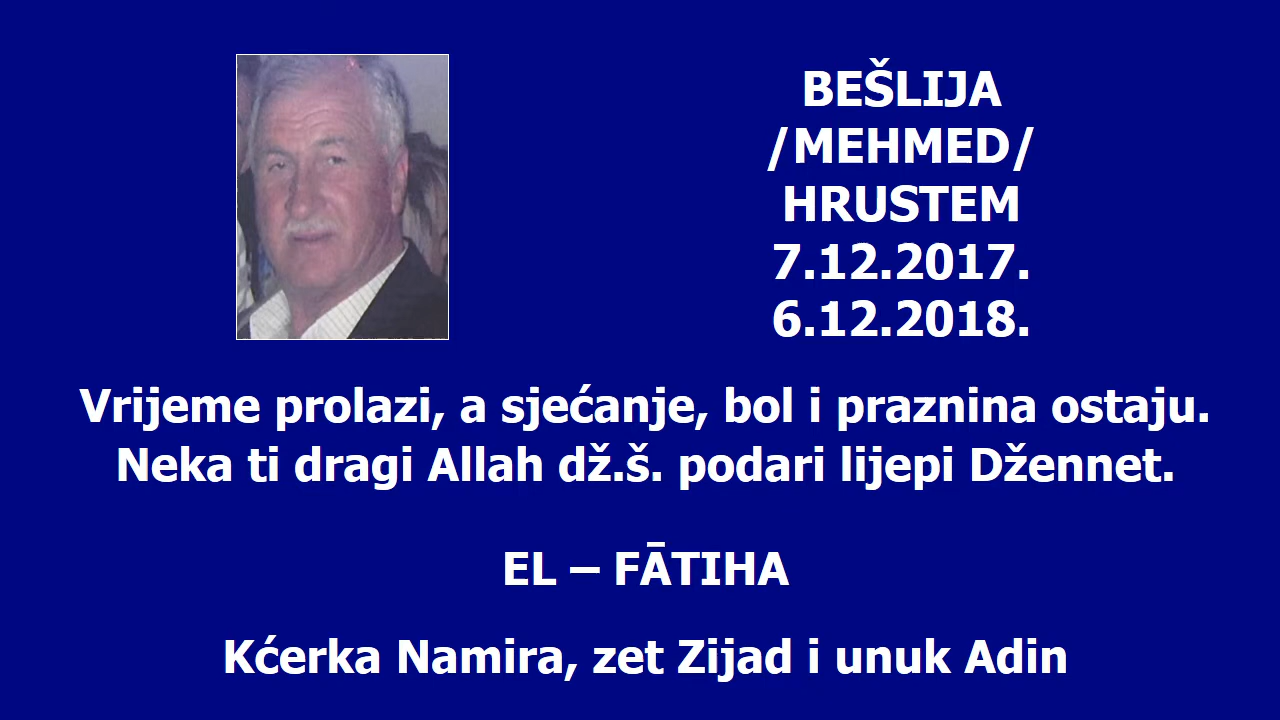 BEŠLIJA
/MEHMED/
HRUSTEM
7.12.2017.
6.12.2018.
Vrijeme prolazi, a sjećanje, bol i praznina ostaju.
Neka ti dragi Allah dž.š. podari lijepi Džennet.
EL – FĀTIHA
Kćerka Namira, zet Zijad i unuk Adin